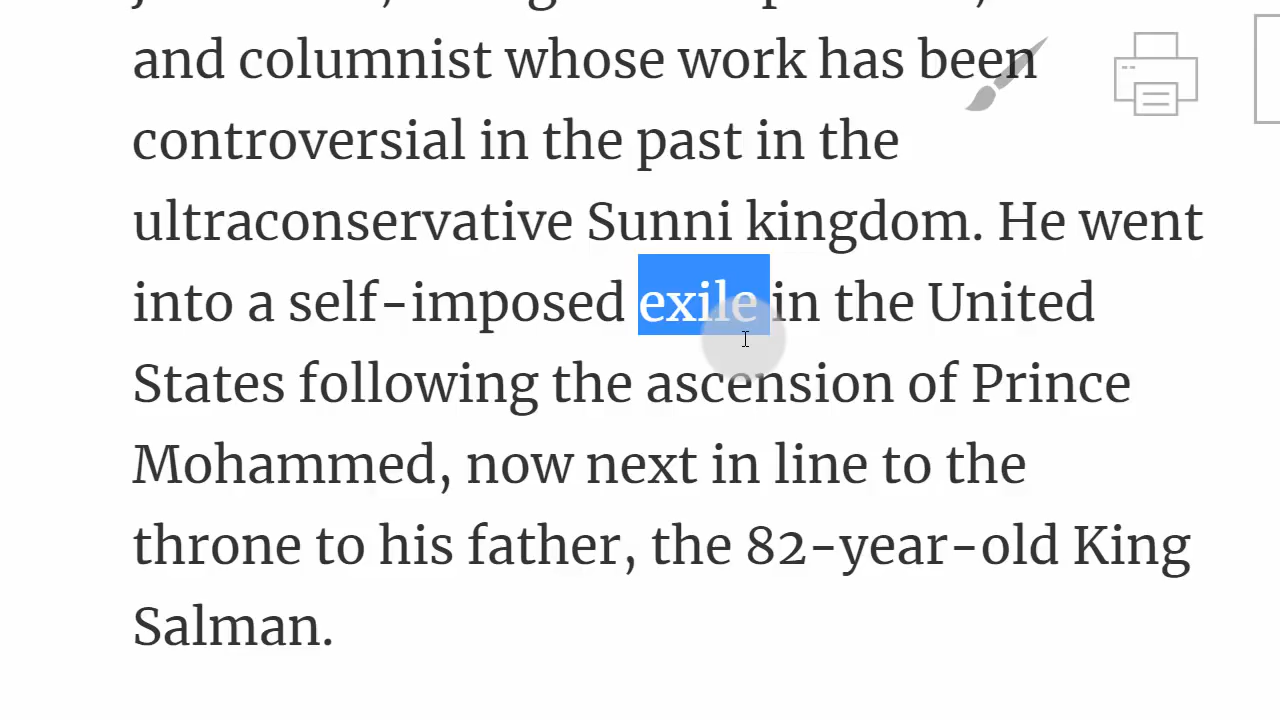 and columnist whose work has been
controversial in the past in the
ultraconservative Sunni kingdom. He went
into a self-imposed exile in the United
States following the ascension of Prince
Mohammed, now next in line to the
throne to his father, the 82-year-old King
Salman.